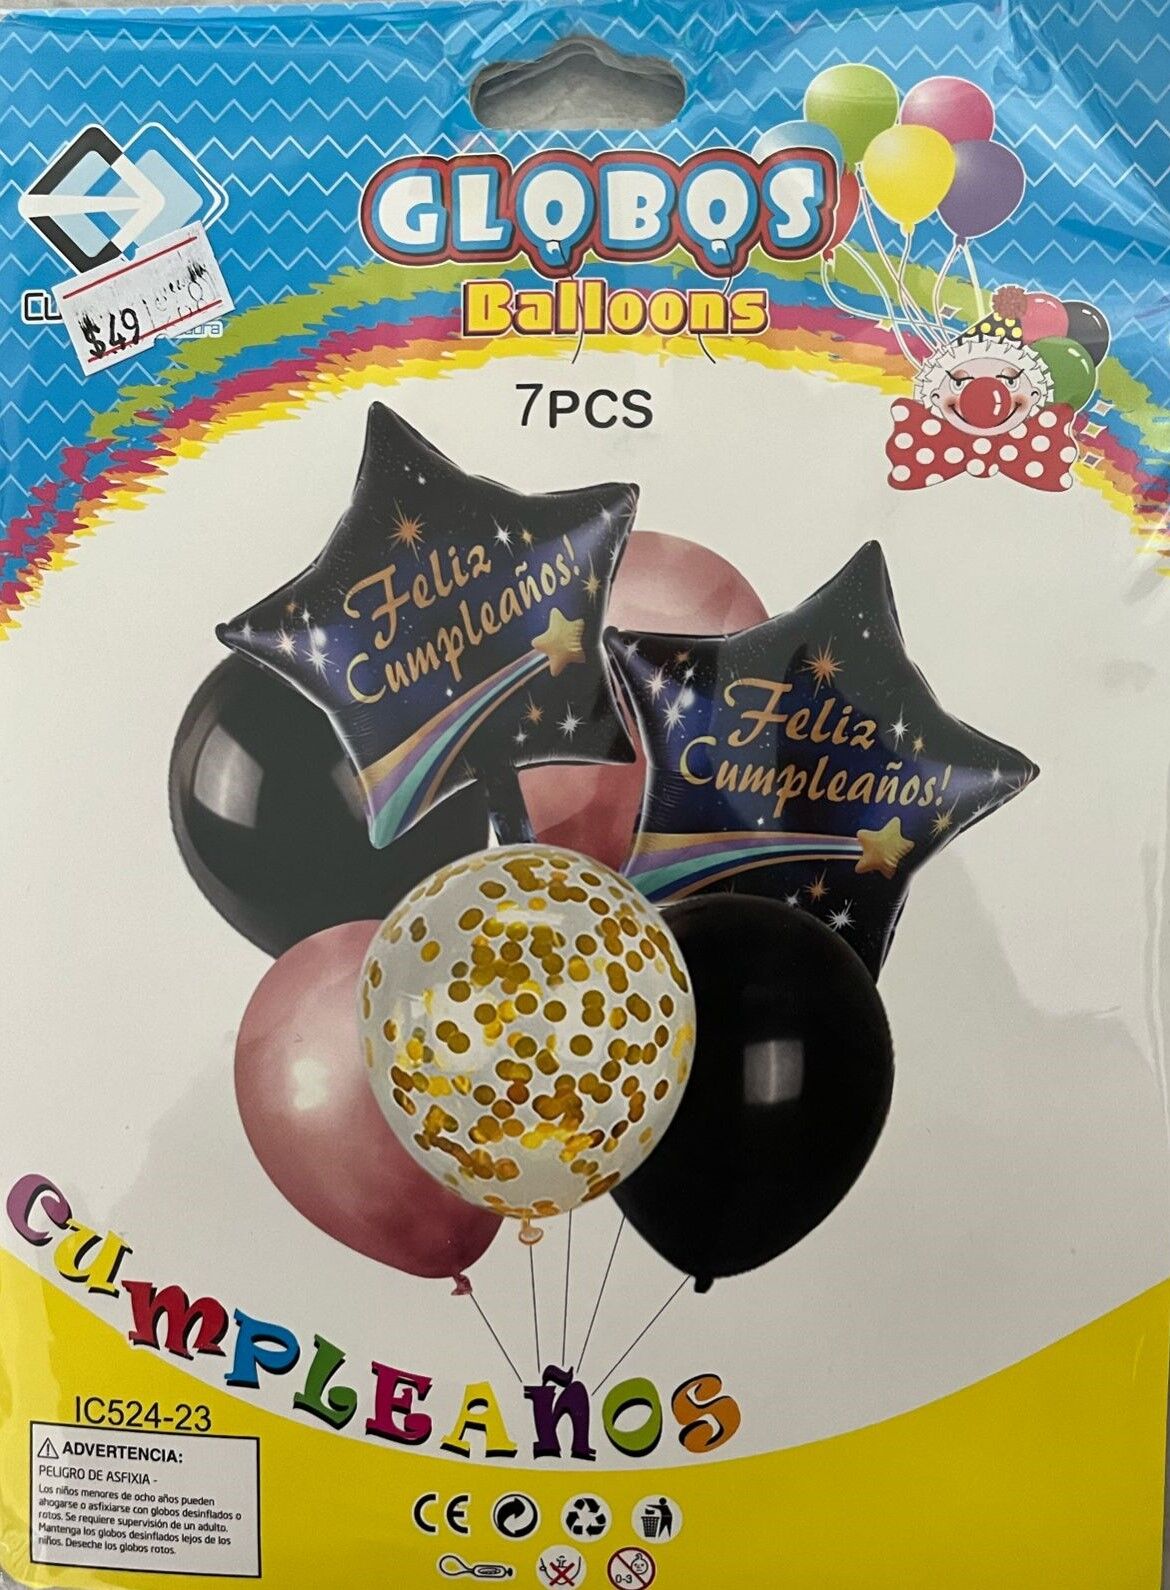 GLOBOS
Balloons
$49
7PCS
Feliz
Cumpleaños!
Feliz
Cumpleaños!
CUMPLEAÑOS
IC524-23
⚠ ADVERTENCIA:
PELIGRO DE ASFIXIA -
Los niños menores de ocho años pueden
ahogarse o asfixiarse con globos desinflados o
rotos. Se requiere supervisión de un adulto.
Mantenga los globos desinflados lejos de los
niños. Deseche los globos rotos.
CE
0-3